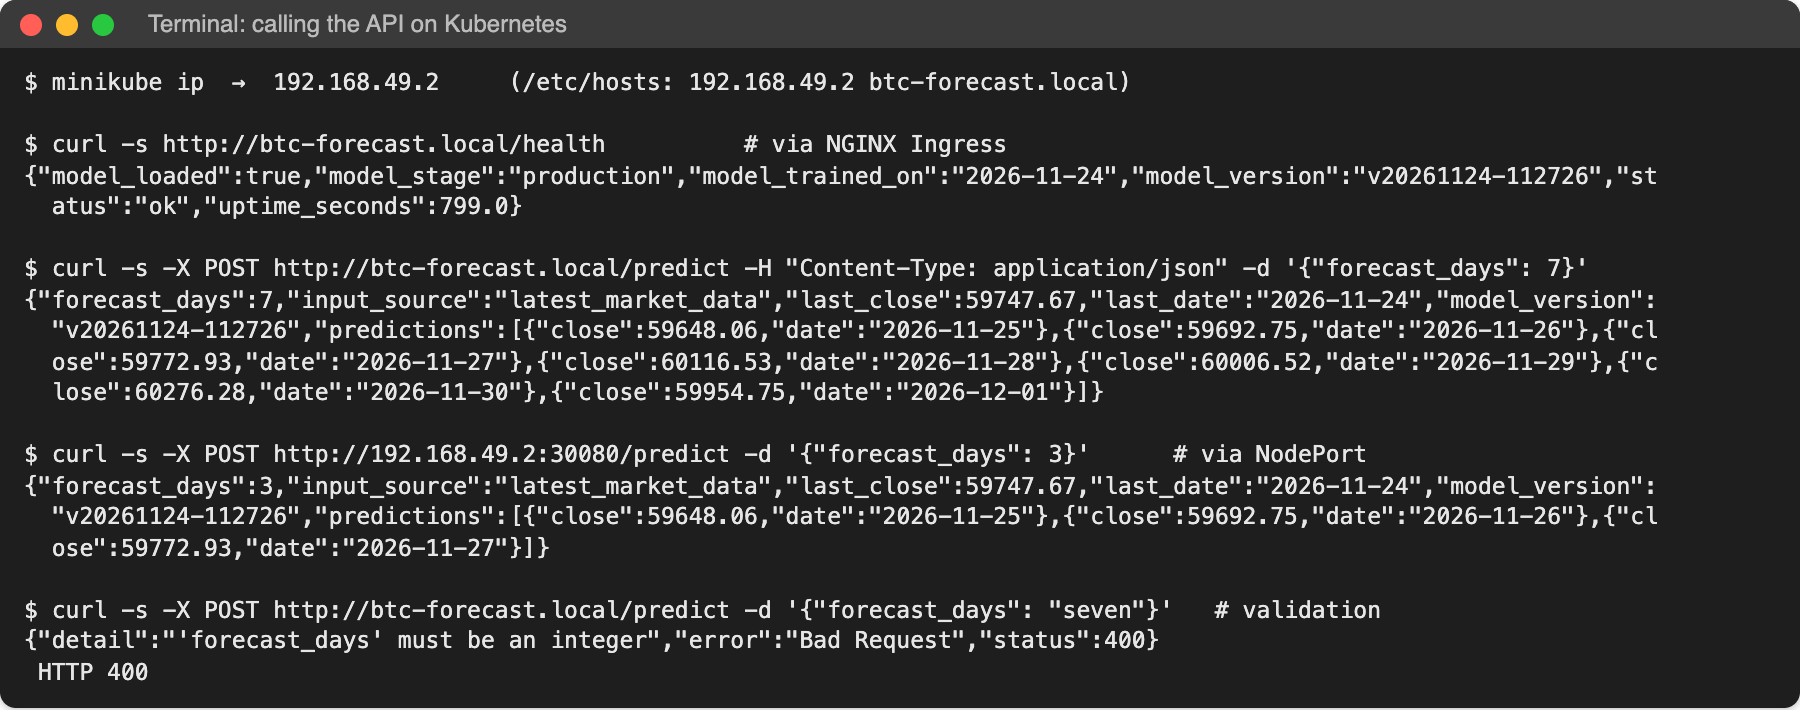 Terminal: calling the API on Kubernetes
$ minikube ip  →  192.168.49.2     (/etc/hosts: 192.168.49.2 btc-forecast.local)
$ curl -s http://btc-forecast.local/health          # via NGINX Ingress
{"model_loaded":true,"model_stage":"production","model_trained_on":"2026-11-24","model_version":"v20261124-112726","st
atus":"ok","uptime_seconds":799.0}
$ curl -s -X POST http://btc-forecast.local/predict -H "Content-Type: application/json" -d '{"forecast_days": 7}'
{"forecast_days":7,"input_source":"latest_market_data","last_close":59747.67,"last_date":"2026-11-24","model_version":
"v20261124-112726","predictions":[{"close":59648.06,"date":"2026-11-25"},{"close":59692.75,"date":"2026-11-26"},{"cl
ose":59772.93,"date":"2026-11-27"},{"close":60116.53,"date":"2026-11-28"},{"close":60006.52,"date":"2026-11-29"},{"c
lose":60276.28,"date":"2026-11-30"},{"close":59954.75,"date":"2026-12-01"}]}
$ curl -s -X POST http://192.168.49.2:30080/predict -d '{"forecast_days": 3}'      # via NodePort
{"forecast_days":3,"input_source":"latest_market_data","last_close":59747.67,"last_date":"2026-11-24","model_version":
"v20261124-112726","predictions":[{"close":59648.06,"date":"2026-11-25"},{"close":59692.75,"date":"2026-11-26"},{"cl
ose":59772.93,"date":"2026-11-27"}]}
$ curl -s -X POST http://btc-forecast.local/predict -d '{"forecast_days": "seven"}'   # validation
{"detail":"'forecast_days' must be an integer","error":"Bad Request","status":400}
HTTP 400